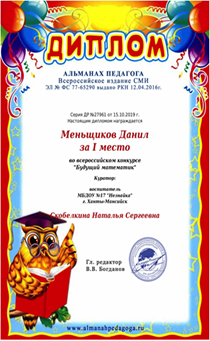 ДИПЛОМ
АЛЬМАНАХ ПЕДАГОГА
Всероссийское издание СМИ
ЭЛ № ФС 77-65290 выдано РКН 12.04.2016г.
Серия ДР №27961 от 15.10.2019 г.
Настоящим дипломом награждается
Меньщиков Данил
за I место
во всероссийском конкурсе
"Будущий математик"
Куратор:
воспитатель
МБДОУ №17 "Незнайка"
г. Ханты-Мансийск
Скобелкина Наталья Сергеевна
Гл. редактор
В.В. Богданов
www.almanahpedagoga.ru